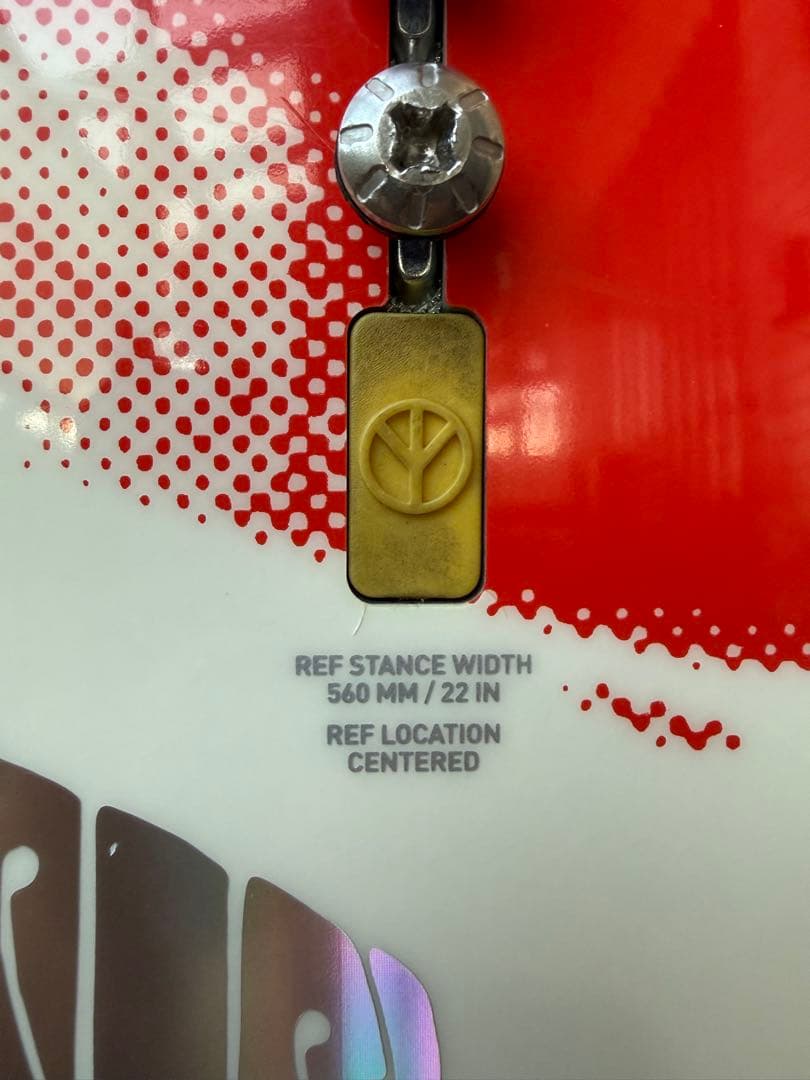 REF STANCE WIDTH
560 MM / 22 IN
REF LOCATION
CENTERED